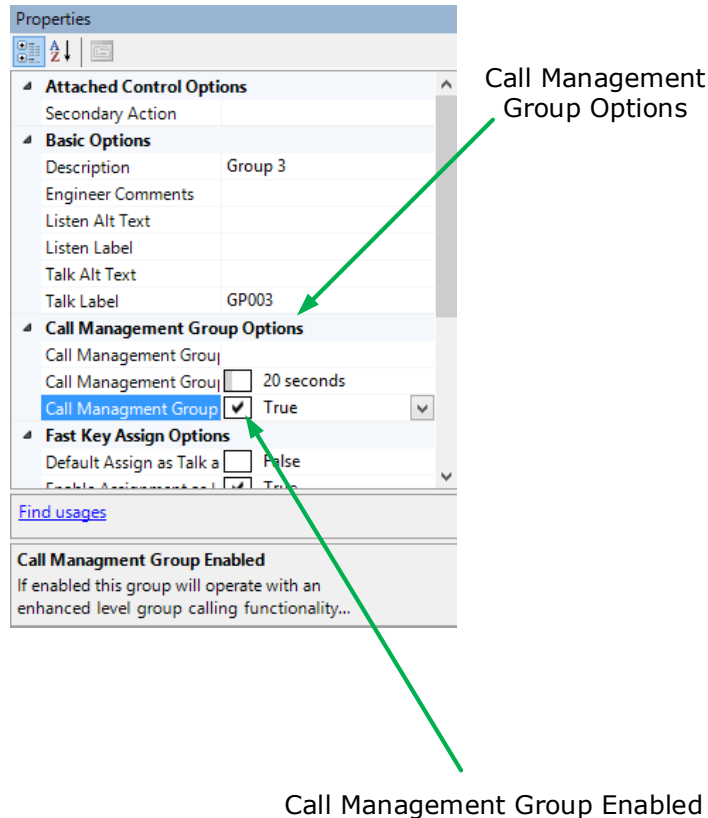 Properties
Call Management
Group Options
Attached Control Options
Secondary Action
Basic Options
Description Group 3
Engineer Comments
Listen Alt Text
Listen Label
Talk Alt Text
Talk Label GP003
Call Management Group Options
Call Management Grou
Call Management Grou 20 seconds
Call Managment Group True
Fast Key Assign Options
Default Assign as Talk a False
Find usages
Call Managment Group Enabled
If enabled this group will operate with an
enhanced level group calling functionality...
Call Management Group Enabled